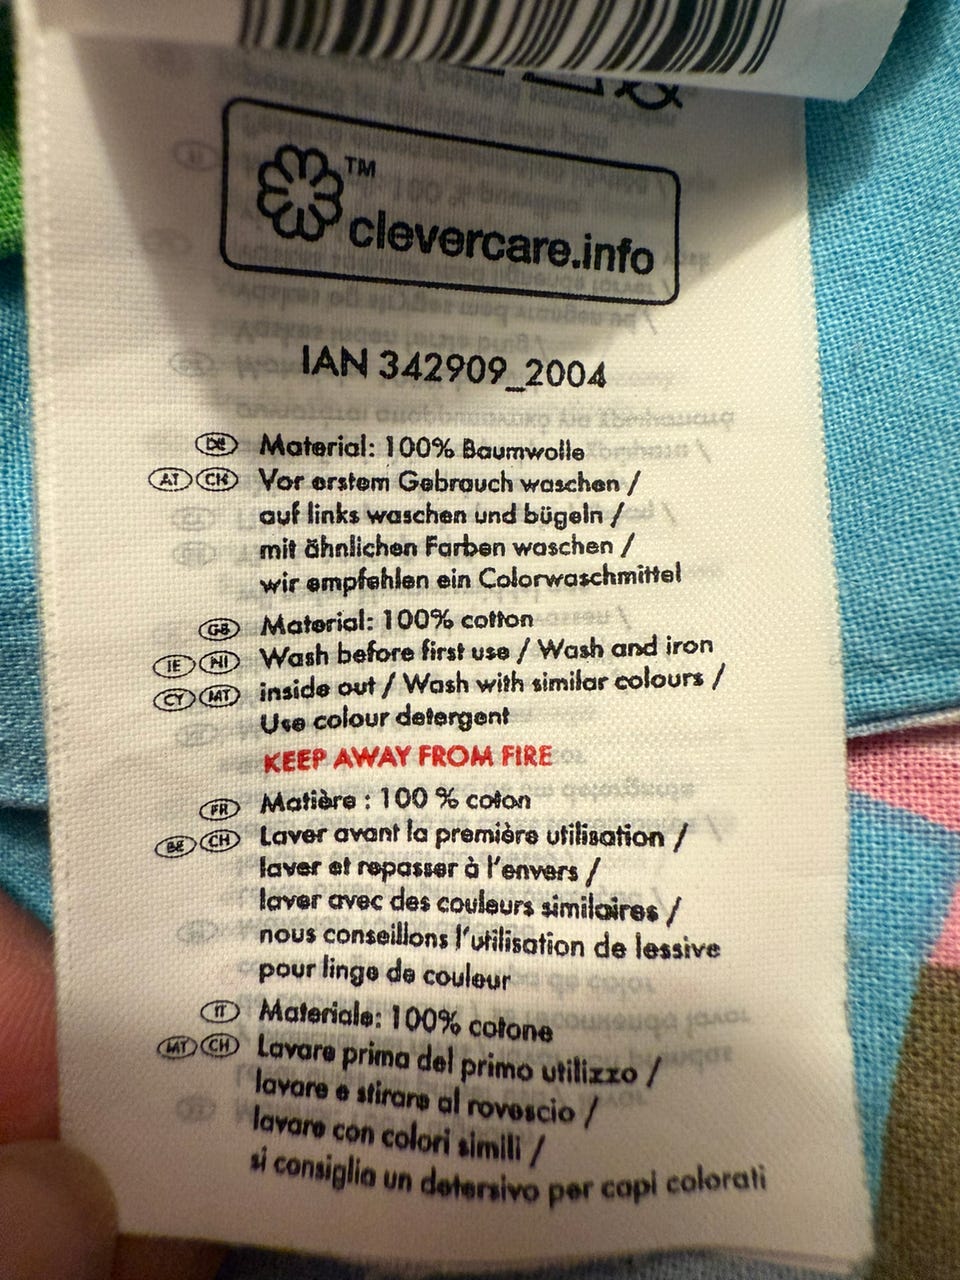 TM
clevercare.info
IAN 342909_2004
DE Material: 100% Baumwolle
AT CH Vor erstem Gebrauch waschen /
auf links waschen und bügeln /
mit ähnlichen Farben waschen /
wir empfehlen ein Colorwaschmittel
GB Material: 100% cotton
IE NI Wash before first use / Wash and iron
CY MT inside out / Wash with similar colours /
Use colour detergent
KEEP AWAY FROM FIRE
FR Matière : 100 % coton
BE CH Laver avant la première utilisation /
laver et repasser à l'envers /
laver avec des couleurs similaires /
nous conseillons l'utilisation de lessive
pour linge de couleur
IT Materiale: 100% cotone
MT CH Lavare prima del primo utilizzo /
lavare e stirare al rovescio /
lavare con colori simili /
si consiglia un detersivo per capi colorati